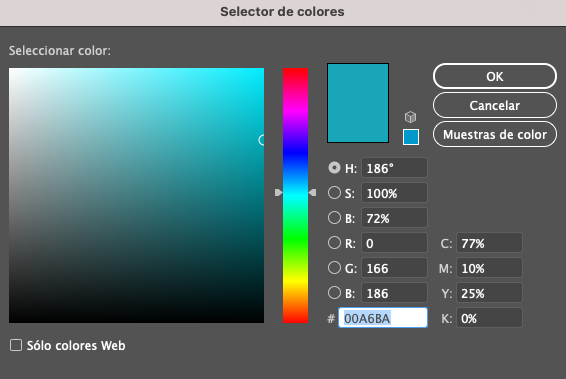 Selector de colores
Seleccionar color:
OK
Cancelar
Muestras de color
H: 186°
S: 100%
B: 72%
R: 0 C: 77%
G: 166 M: 10%
B: 186 Y: 25%
# 00A6BA K: 0%
Sólo colores Web